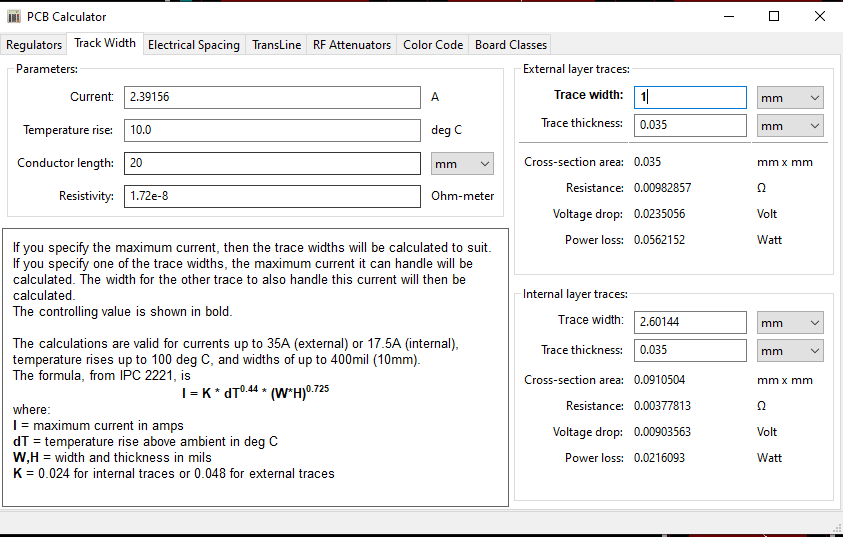 PCB Calculator
Regulators Track Width Electrical Spacing TransLine RF Attenuators Color Code Board Classes
Parameters:
Current: 2.39156 A
Temperature rise: 10.0 deg C
Conductor length: 20 mm
Resistivity: 1.72e-8 Ohm-meter
If you specify the maximum current, then the trace widths will be calculated to suit.
If you specify one of the trace widths, the maximum current it can handle will be
calculated. The width for the other trace to also handle this current will then be
calculated.
The controlling value is shown in bold.
The calculations are valid for currents up to 35A (external) or 17.5A (internal),
temperature rises up to 100 deg C, and widths of up to 400mil (10mm).
The formula, from IPC 2221, is
I = K * dT0.44 * (W*H)0.725
where:
I = maximum current in amps
dT = temperature rise above ambient in deg C
W,H = width and thickness in mils
K = 0.024 for internal traces or 0.048 for external traces
External layer traces:
Trace width: 1 mm
Trace thickness: 0.035 mm
Cross-section area: 0.035 mm x mm
Resistance: 0.00982857 Ω
Voltage drop: 0.0235056 Volt
Power loss: 0.0562152 Watt
Internal layer traces:
Trace width: 2.60144 mm
Trace thickness: 0.035 mm
Cross-section area: 0.0910504 mm x mm
Resistance: 0.00377813 Ω
Voltage drop: 0.00903563 Volt
Power loss: 0.0216093 Watt